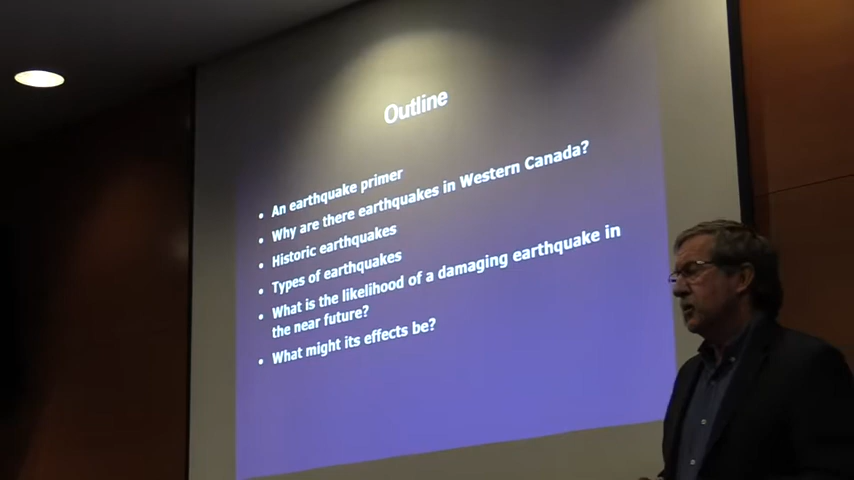 Outline
• An earthquake primer
• Why are there earthquakes in Western Canada?
• Historic earthquakes
• Types of earthquakes
• What is the likelihood of a damaging earthquake in
the near future?
• What might its effects be?